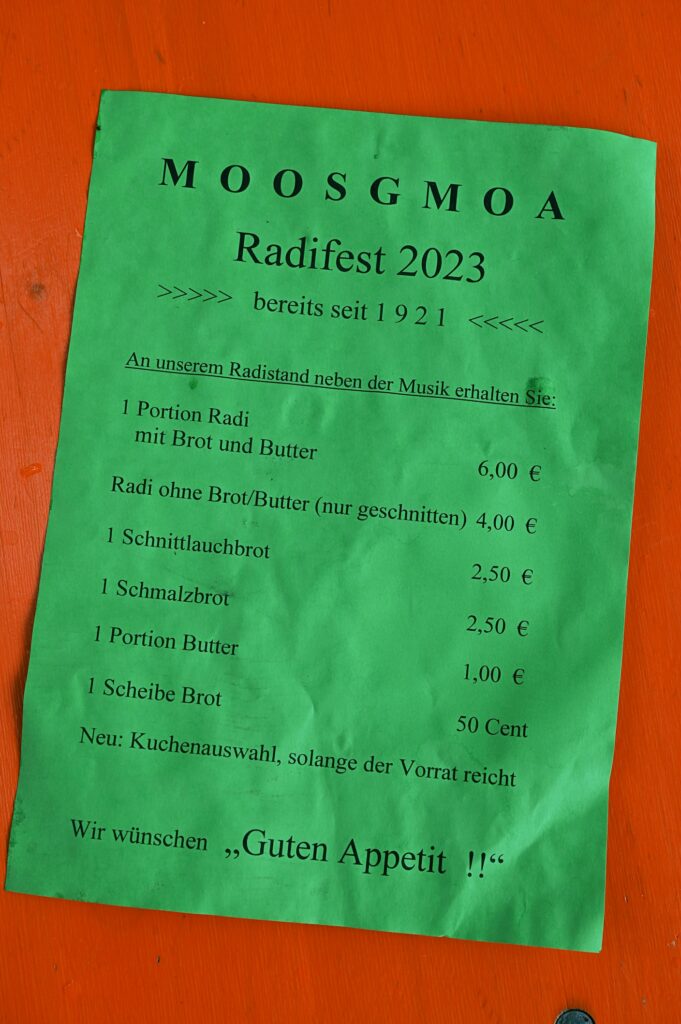 MOOSGMOA
Radifest 2023
>>>>> bereits seit 1 9 2 1 <<<<<
An unserem Radistand neben der Musik erhalten Sie:
1 Portion Radi
mit Brot und Butter 6,00 €
Radi ohne Brot/Butter (nur geschnitten) 4,00 €
1 Schnittlauchbrot 2,50 €
1 Schmalzbrot 2,50 €
1 Portion Butter 1,00 €
1 Scheibe Brot 50 Cent
Neu: Kuchenauswahl, solange der Vorrat reicht
Wir wünschen „Guten Appetit !!“